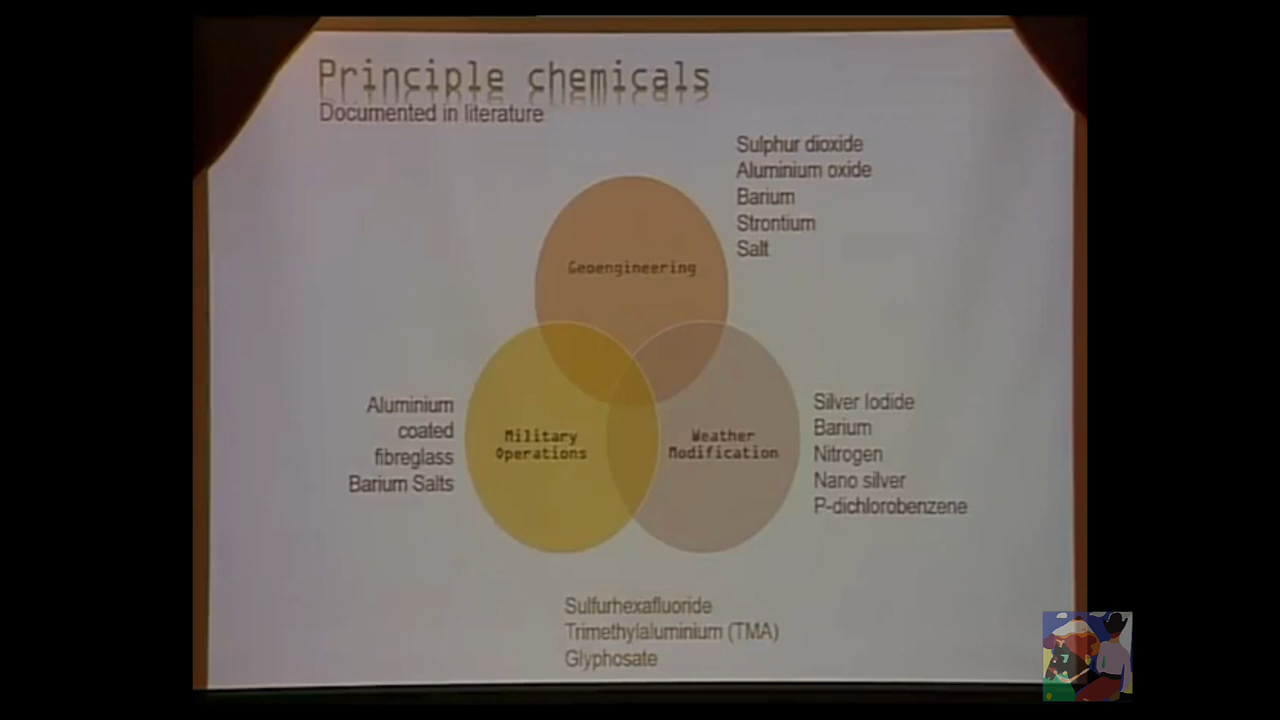 Principle chemicals
Documented in literature
Sulphur dioxide
Aluminium oxide
Barium
Strontium
Salt
Geoengineering
Aluminium
coated
fibreglass
Barium Salts
Military
Operations
Weather
Modification
Silver Iodide
Barium
Nitrogen
Nano silver
P-dichlorobenzene
Sulfurhexafluoride
Trimethylaluminium (TMA)
Glyphosate